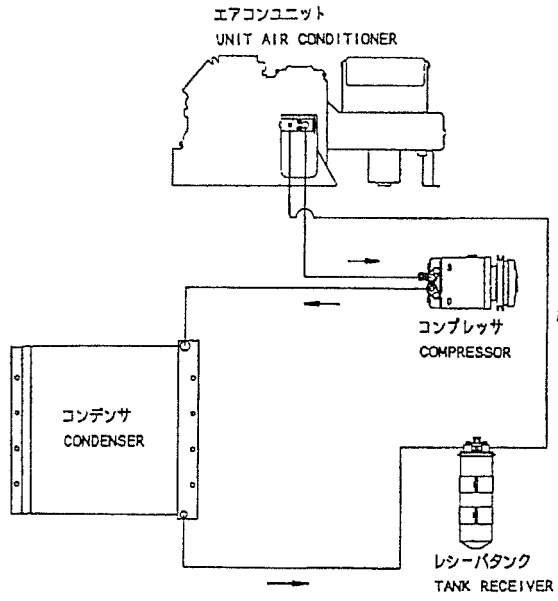 エアコンユニット
UNIT AIR CONDITIONER
コンプレッサ
COMPRESSOR
コンデンサ
CONDENSER
レシーバタンク
TANK RECEIVER